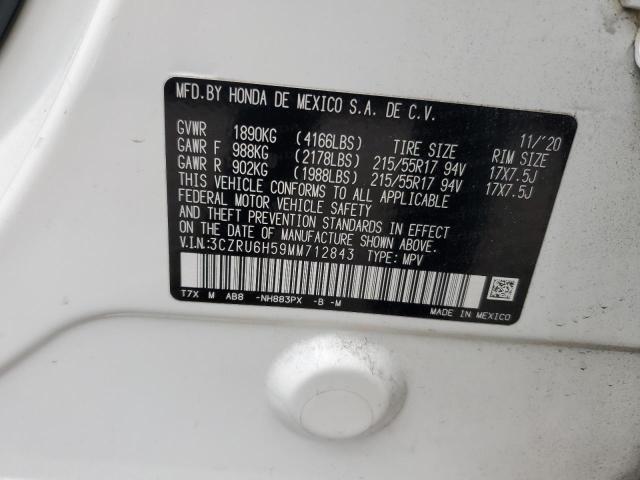 MFD.BY HONDA DE MEXICO S.A. DE C.V.
11/'20
GVWR 1890KG (4166LBS) TIRE SIZE RIM SIZE
GAWR F 988KG (2178LBS) 215/55R17 94V 17X7.5J
GAWR R 902KG (1988LBS) 215/55R17 94V 17X7.5J
THIS VEHICLE CONFORMS TO ALL APPLICABLE
FEDERAL MOTOR VEHICLE SAFETY
AND THEFT PREVENTION STANDARDS IN EFFECT
ON THE DATE OF MANUFACTURE SHOWN ABOVE.
V.I.N:3CZRU6H59MM712843 TYPE: MPV
T7X M AB8 -NH883PX -B -M
MADE IN MEXICO